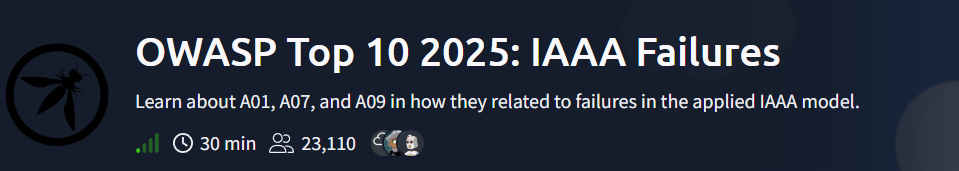 OWASP Top 10 2025: IAAA Failures
Learn about A01, A07, and A09 in how they related to failures in the applied IAAA model.
30 min 23,110